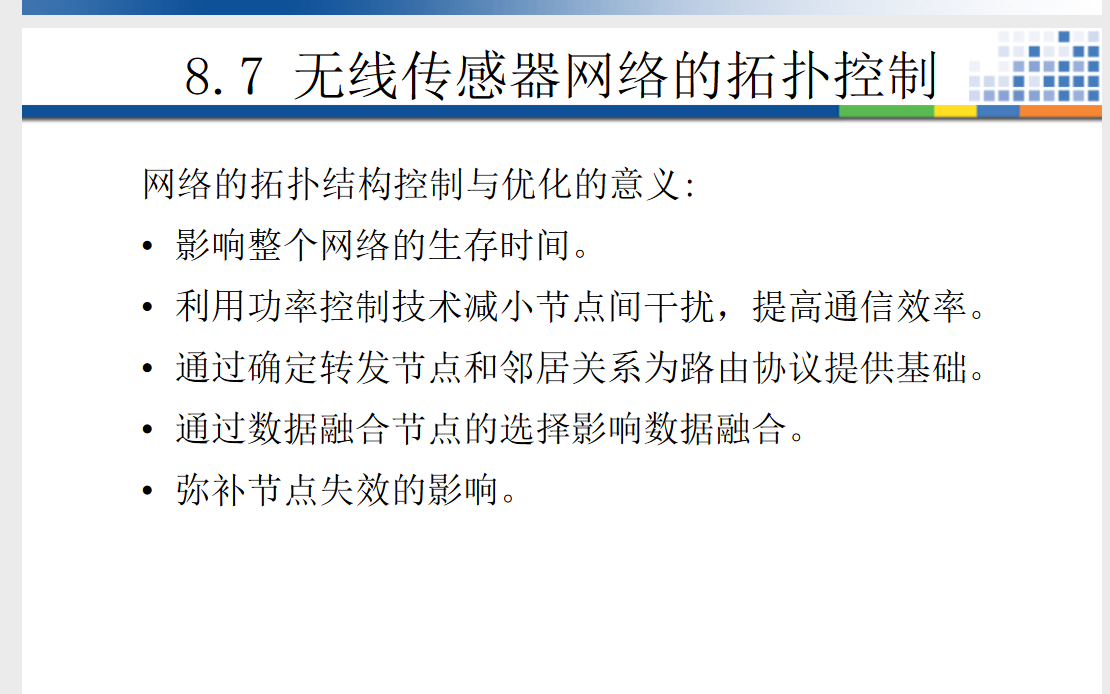 8.7 无线传感器网络的拓扑控制
网络的拓扑结构控制与优化的意义:
• 影响整个网络的生存时间。
• 利用功率控制技术减小节点间干扰，提高通信效率。
• 通过确定转发节点和邻居关系为路由协议提供基础。
• 通过数据融合节点的选择影响数据融合。
• 弥补节点失效的影响。